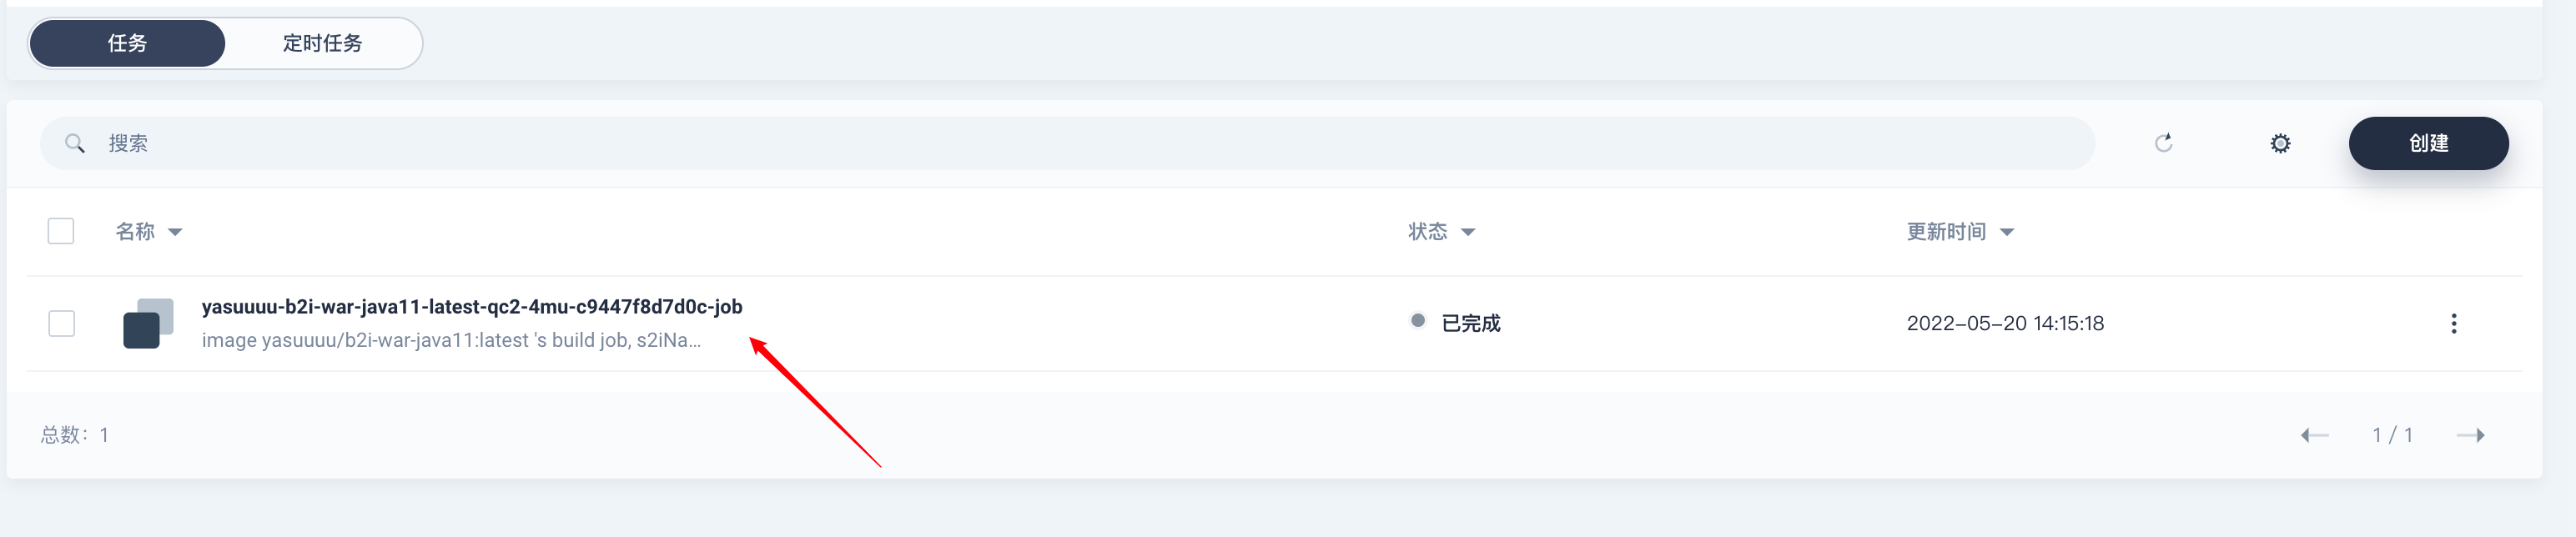 任务 定时任务
搜索 创建
名称 状态 更新时间
yasuuuu-b2i-war-java11-latest-qc2-4mu-c9447f8d7d0c-job
image yasuuuu/b2i-war-java11:latest 's build job, s2iNa...
已完成 2022-05-20 14:15:18
总数：1 1 / 1